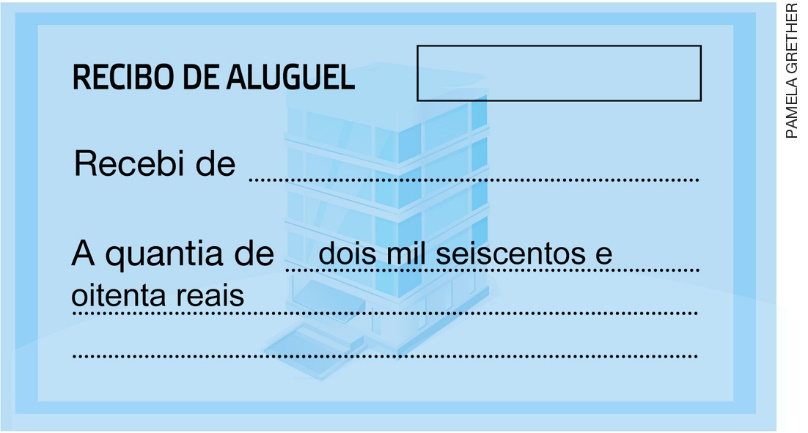 RECIBO DE ALUGUEL
Recebi de
A quantia de dois mil seiscentos e
oitenta reais
PAMELA GRETHER